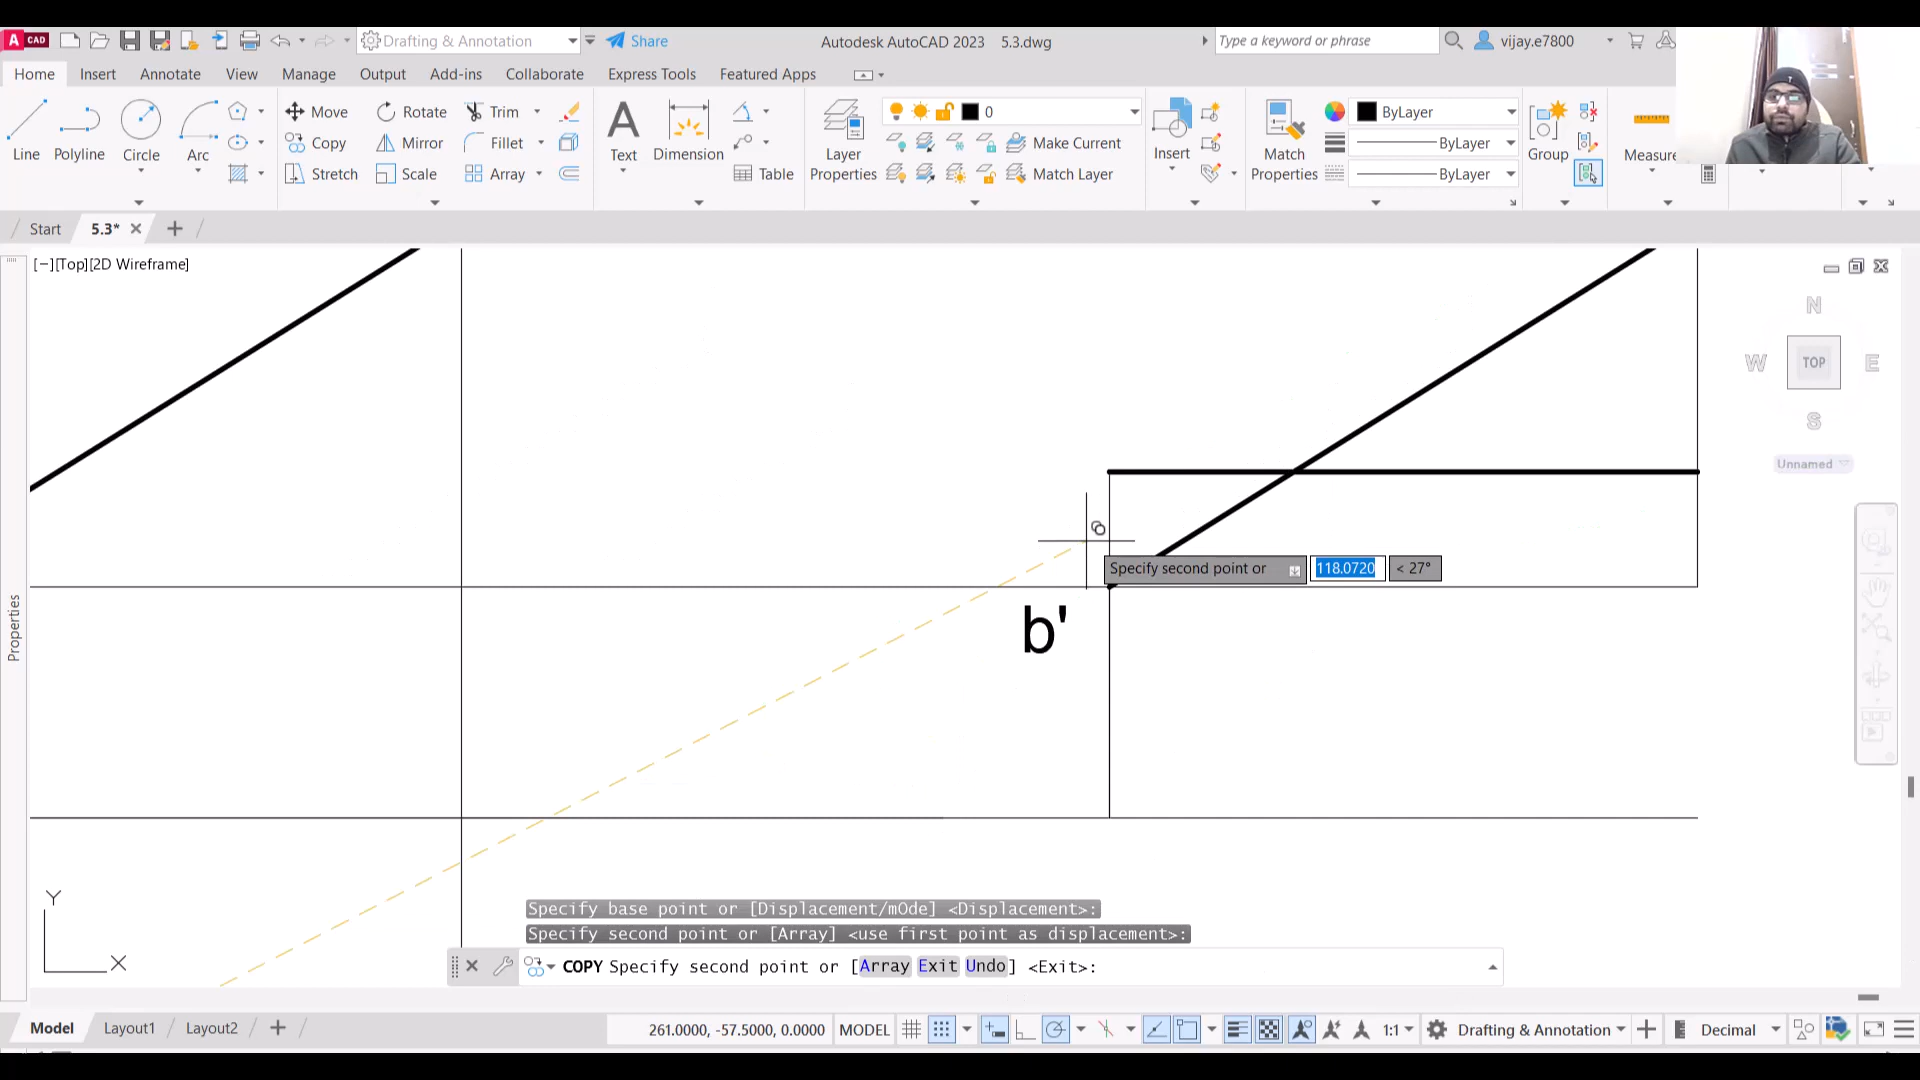 A CAD
Drafting & Annotation
Share
Autodesk AutoCAD 2023 5.3.dwg
Type a keyword or phrase
vijay.e7800
Home Insert Annotate View Manage Output Add-ins Collaborate Express Tools Featured Apps
Move Rotate Trim
0
ByLayer
Line Polyline Circle Arc
Copy Mirror Fillet
Text Dimension
Layer Properties
Make Current
Insert
Match Properties
ByLayer
Group
Measure
Stretch Scale Array
Table
Match Layer
ByLayer
Start 5.3*
[−][Top][2D Wireframe]
N
W TOP E
S
Unnamed
Properties
Specify second point or 118.0720 < 27°
b'
Y
X
Specify base point or [Displacement/mOde] <Displacement>:
Specify second point or [Array] <use first point as displacement>:
COPY Specify second point or [Array Exit Undo] <Exit>:
Model Layout1 Layout2
261.0000, -57.5000, 0.0000 MODEL
1:1
Drafting & Annotation
Decimal